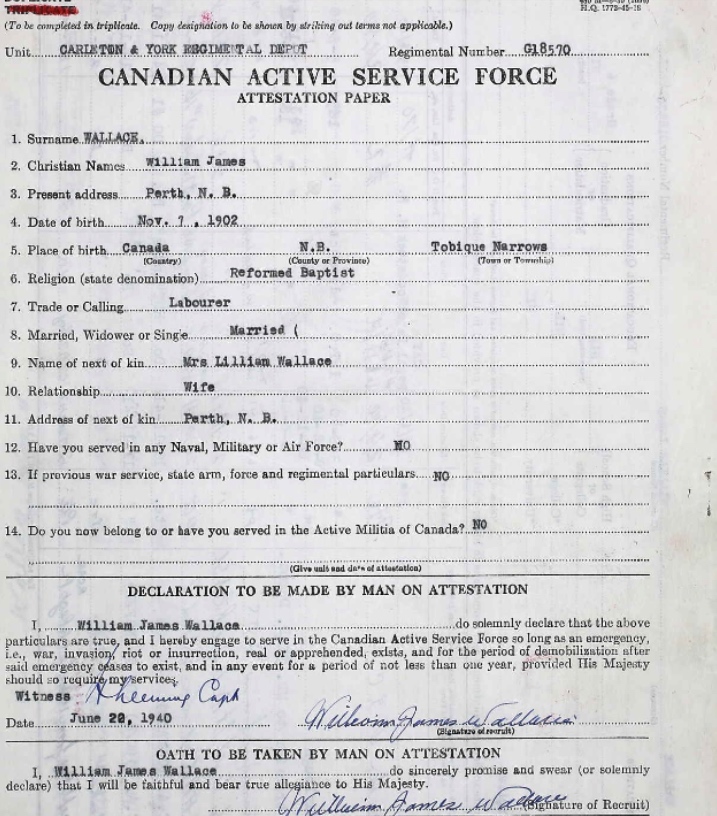 TRIPLICATE
H.Q. 1772-45-16
(To be completed in triplicate. Copy designation to be shown by striking out terms not applicable.)
Unit CARLETON & YORK REGIMENTAL DEPOT Regimental Number G18570
CANADIAN ACTIVE SERVICE FORCE
ATTESTATION PAPER
1. Surname WALLACE.
2. Christian Names William James
3. Present address Perth, N. B.
4. Date of birth Nov. 7 , 1902
5. Place of birth Canada N.B. Tobique Narrows
(Country) (County or Province) (Town or Township)
6. Religion (state denomination) Reformed Baptist
7. Trade or Calling Labourer
8. Married, Widower or Single Married (
9. Name of next of kin Mrs Lilliam Wallace
10. Relationship Wife
11. Address of next of kin Perth, N. B.
12. Have you served in any Naval, Military or Air Force? NO
13. If previous war service, state arm, force and regimental particulars NO
14. Do you now belong to or have you served in the Active Militia of Canada? NO
(Give unit and date of attestation)
DECLARATION TO BE MADE BY MAN ON ATTESTATION
I, William James Wallace do solemnly declare that the above
particulars are true, and I hereby engage to serve in the Canadian Active Service Force so long as an emergency,
i.e., war, invasion, riot or insurrection, real or apprehended, exists, and for the period of demobilization after
said emergency ceases to exist, and in any event for a period of not less than one year, provided His Majesty
should so require my services.
Witness Capt
Date June 20, 1940 William James Wallace
(Signature of recruit)
OATH TO BE TAKEN BY MAN ON ATTESTATION
I, William James Wallace do sincerely promise and swear (or solemnly
declare) that I will be faithful and bear true allegiance to His Majesty.
William James Wallace (Signature of Recruit)